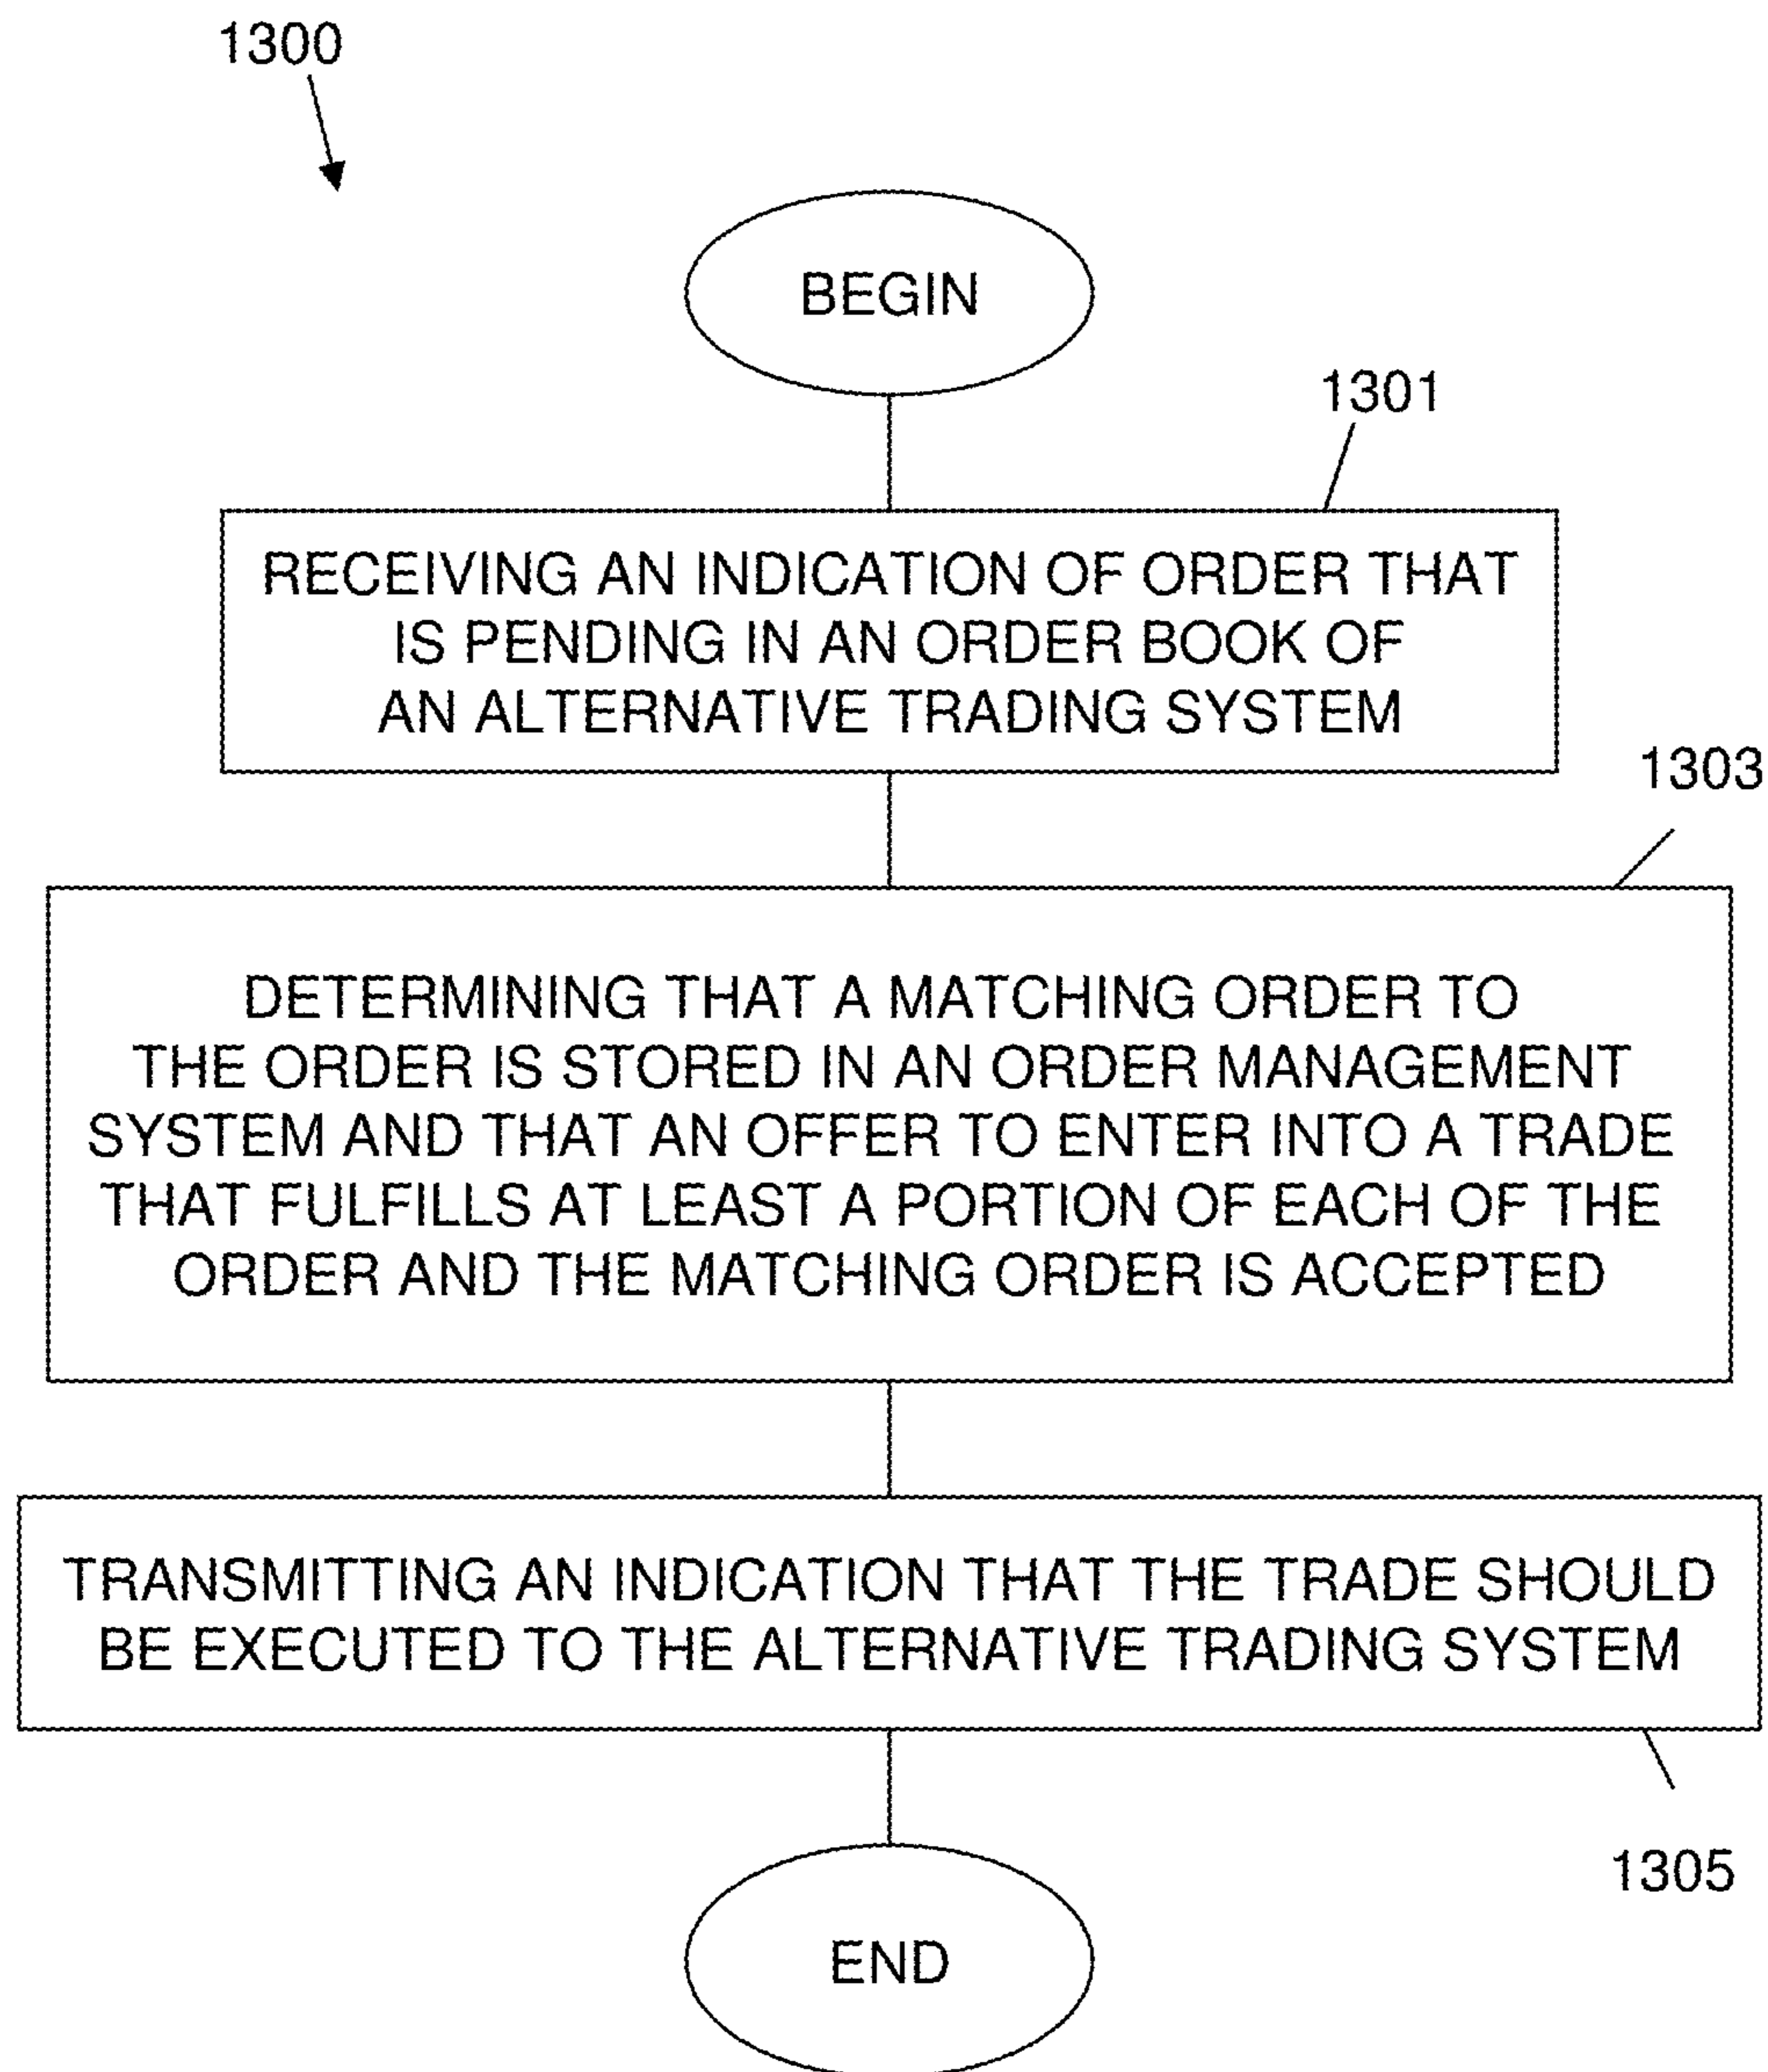 1300
BEGIN
1301
RECEIVING AN INDICATION OF ORDER THAT
IS PENDING IN AN ORDER BOOK OF
AN ALTERNATIVE TRADING SYSTEM
1303
DETERMINING THAT A MATCHING ORDER TO
THE ORDER IS STORED IN AN ORDER MANAGEMENT
SYSTEM AND THAT AN OFFER TO ENTER INTO A TRADE
THAT FULFILLS AT LEAST A PORTION OF EACH OF THE
ORDER AND THE MATCHING ORDER IS ACCEPTED
TRANSMITTING AN INDICATION THAT THE TRADE SHOULD
BE EXECUTED TO THE ALTERNATIVE TRADING SYSTEM
1305
END